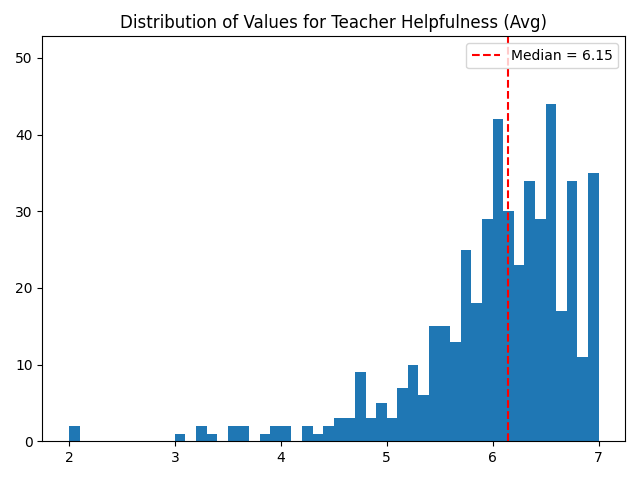 Distribution of Values for Teacher Helpfulness (Avg)
Median = 6.15
50
40
30
20
10
0
2 3 4 5 6 7